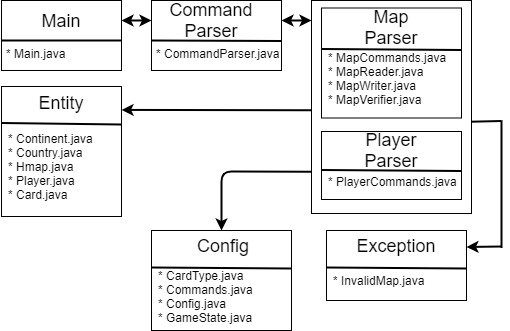 Main
* Main.java
Command
Parser
* CommandParser.java
Map
Parser
* MapCommands.java
* MapReader.java
* MapWriter.java
* MapVerifier.java
Player
Parser
* PlayerCommands.java
Entity
* Continent.java
* Country.java
* Hmap.java
* Player.java
* Card.java
Config
* CardType.java
* Commands.java
* Config.java
* GameState.java
Exception
* InvalidMap.java